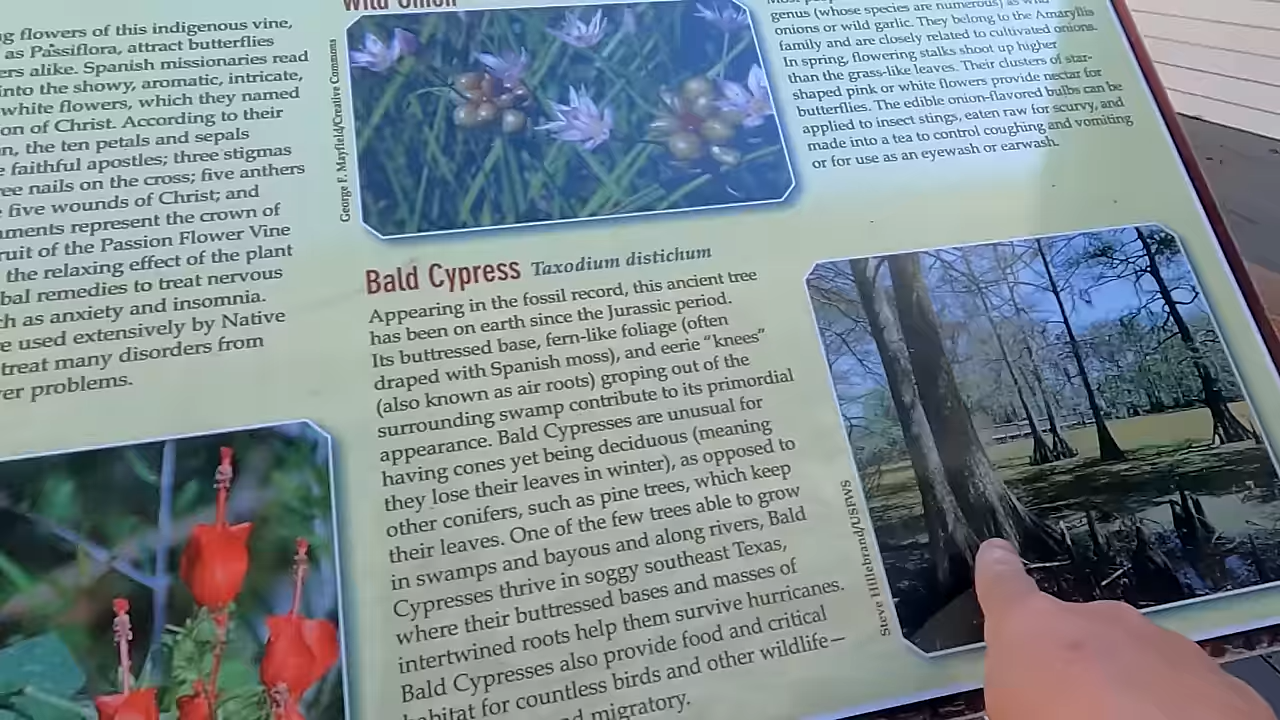 g flowers of this indigenous vine,
as Passiflora, attract butterflies
ers alike. Spanish missionaries read
into the showy, aromatic, intricate,
white flowers, which they named
on of Christ. According to their
n, the ten petals and sepals
faithful apostles; three stigmas
ee nails on the cross; five anthers
five wounds of Christ; and
ments represent the crown of
ruit of the Passion Flower Vine
the relaxing effect of the plant
bal remedies to treat nervous
ch as anxiety and insomnia.
e used extensively by Native
treat many disorders from
er problems.
Wild Onion
George F. Mayfield/Creative Commons
genus (whose species are numerous) as wild
onions or wild garlic. They belong to the Amaryllis
family and are closely related to cultivated onions.
In spring, flowering stalks shoot up higher
than the grass-like leaves. Their clusters of star-
shaped pink or white flowers provide nectar for
butterflies. The edible onion-flavored bulbs can be
applied to insect stings, eaten raw for scurvy, and
made into a tea to control coughing and vomiting
or for use as an eyewash or earwash.
Bald Cypress Taxodium distichum
Appearing in the fossil record, this ancient tree
has been on earth since the Jurassic period.
Its buttressed base, fern-like foliage (often
draped with Spanish moss), and eerie “knees”
(also known as air roots) groping out of the
surrounding swamp contribute to its primordial
appearance. Bald Cypresses are unusual for
having cones yet being deciduous (meaning
they lose their leaves in winter), as opposed to
other conifers, such as pine trees, which keep
their leaves. One of the few trees able to grow
in swamps and bayous and along rivers, Bald
Cypresses thrive in soggy southeast Texas,
where their buttressed bases and masses of
intertwined roots help them survive hurricanes.
Bald Cypresses also provide food and critical
habitat for countless birds and other wildlife—
d migratory.
Steve Hillebrand/USFWS